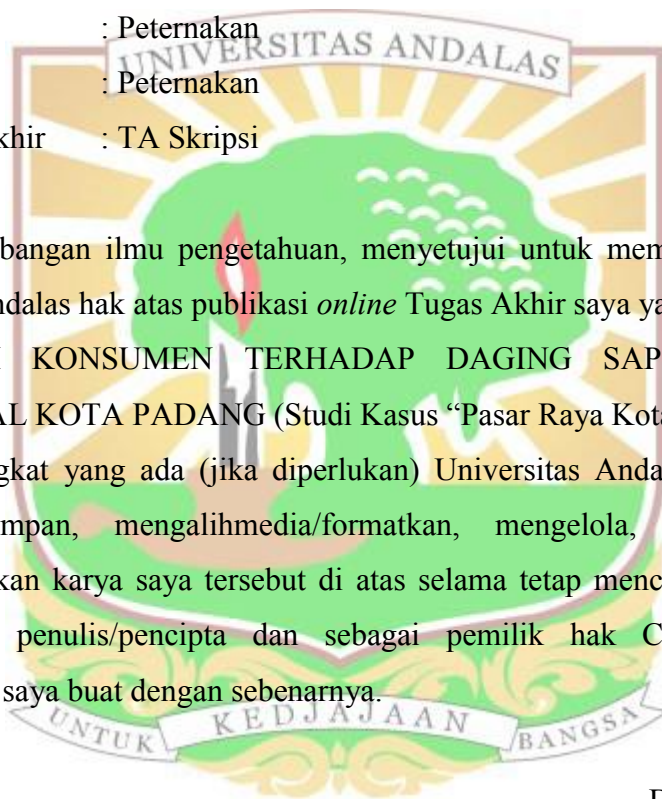 : Peternakan
UNIVERSITAS ANDALAS
: Peternakan
khir : TA Skripsi
bangan ilmu pengetahuan, menyetujui untuk mem
ndalas hak atas publikasi online Tugas Akhir saya ya
KONSUMEN TERHADAP DAGING SAP
AL KOTA PADANG (Studi Kasus “Pasar Raya Kota
gkat yang ada (jika diperlukan) Universitas Anda
mpan, mengalihmedia/formatkan, mengelola,
kan karya saya tersebut di atas selama tetap menc
penulis/pencipta dan sebagai pemilik hak C
saya buat dengan sebenarnya.
UNTUK KEDJAJAAN BANGSA